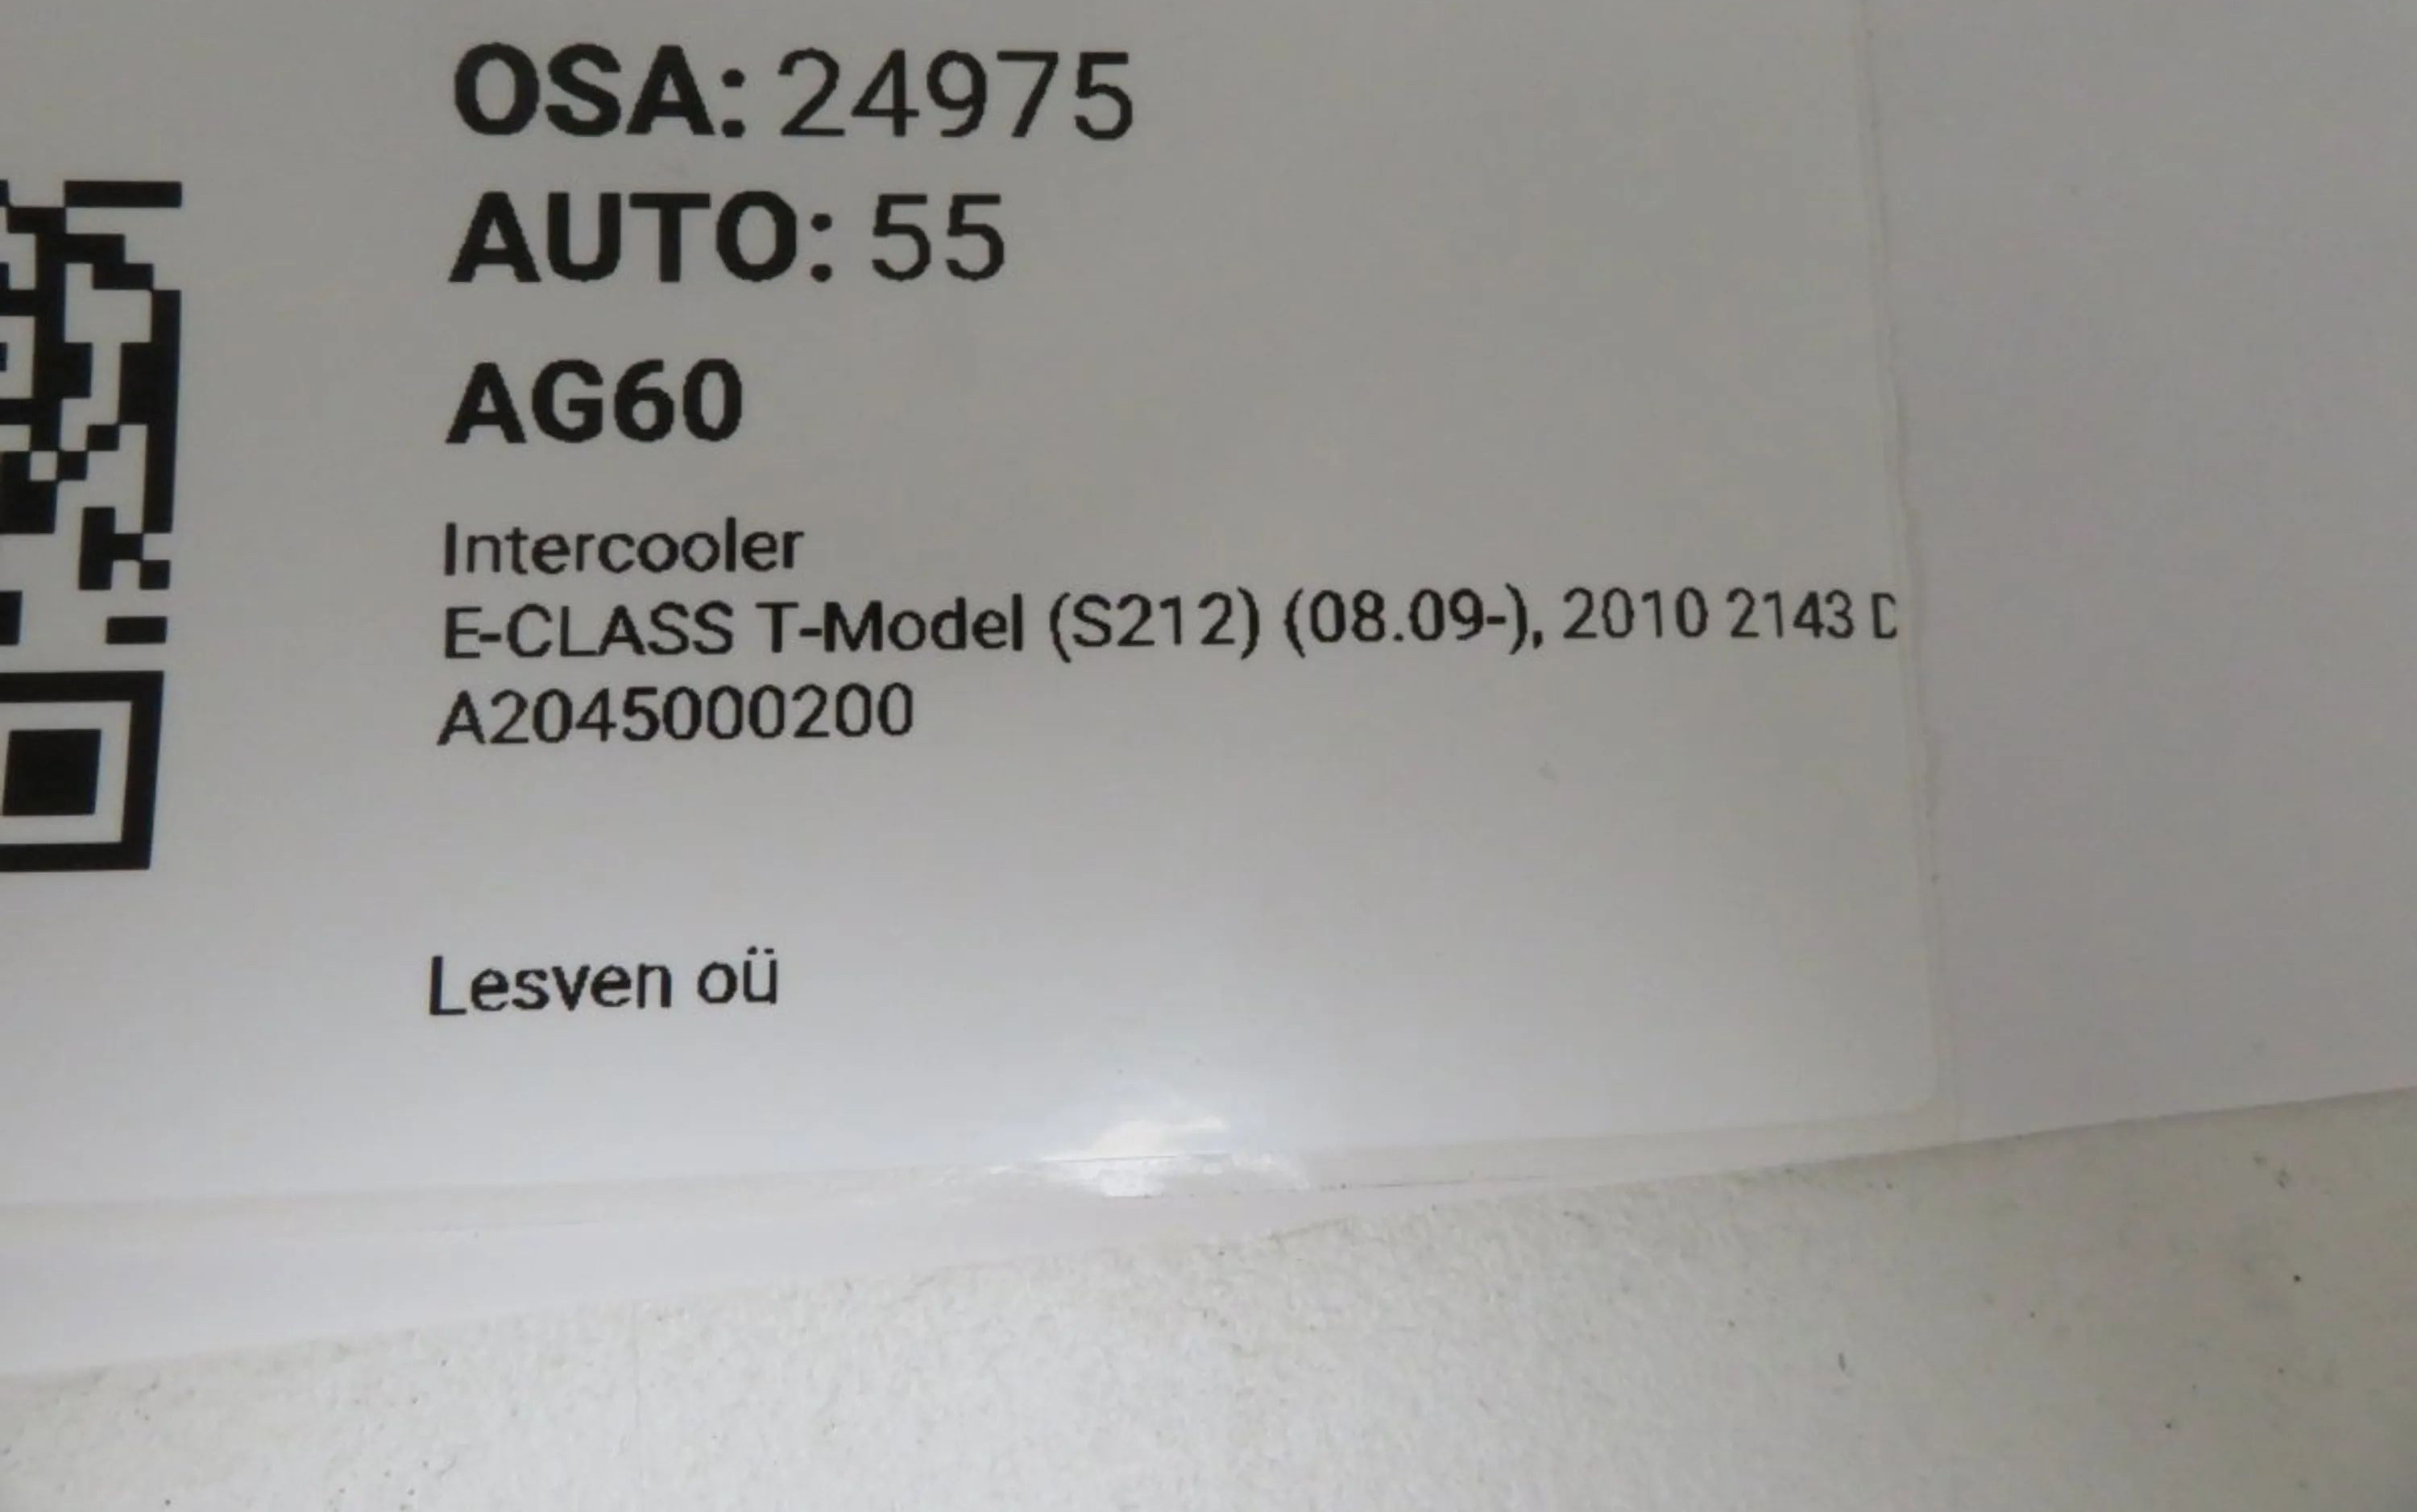 OSA: 24975
AUTO: 55
AG60
Intercooler
E-CLASS T-Model (S212) (08.09-), 2010 2143 D
A2045000200
Lesven oü